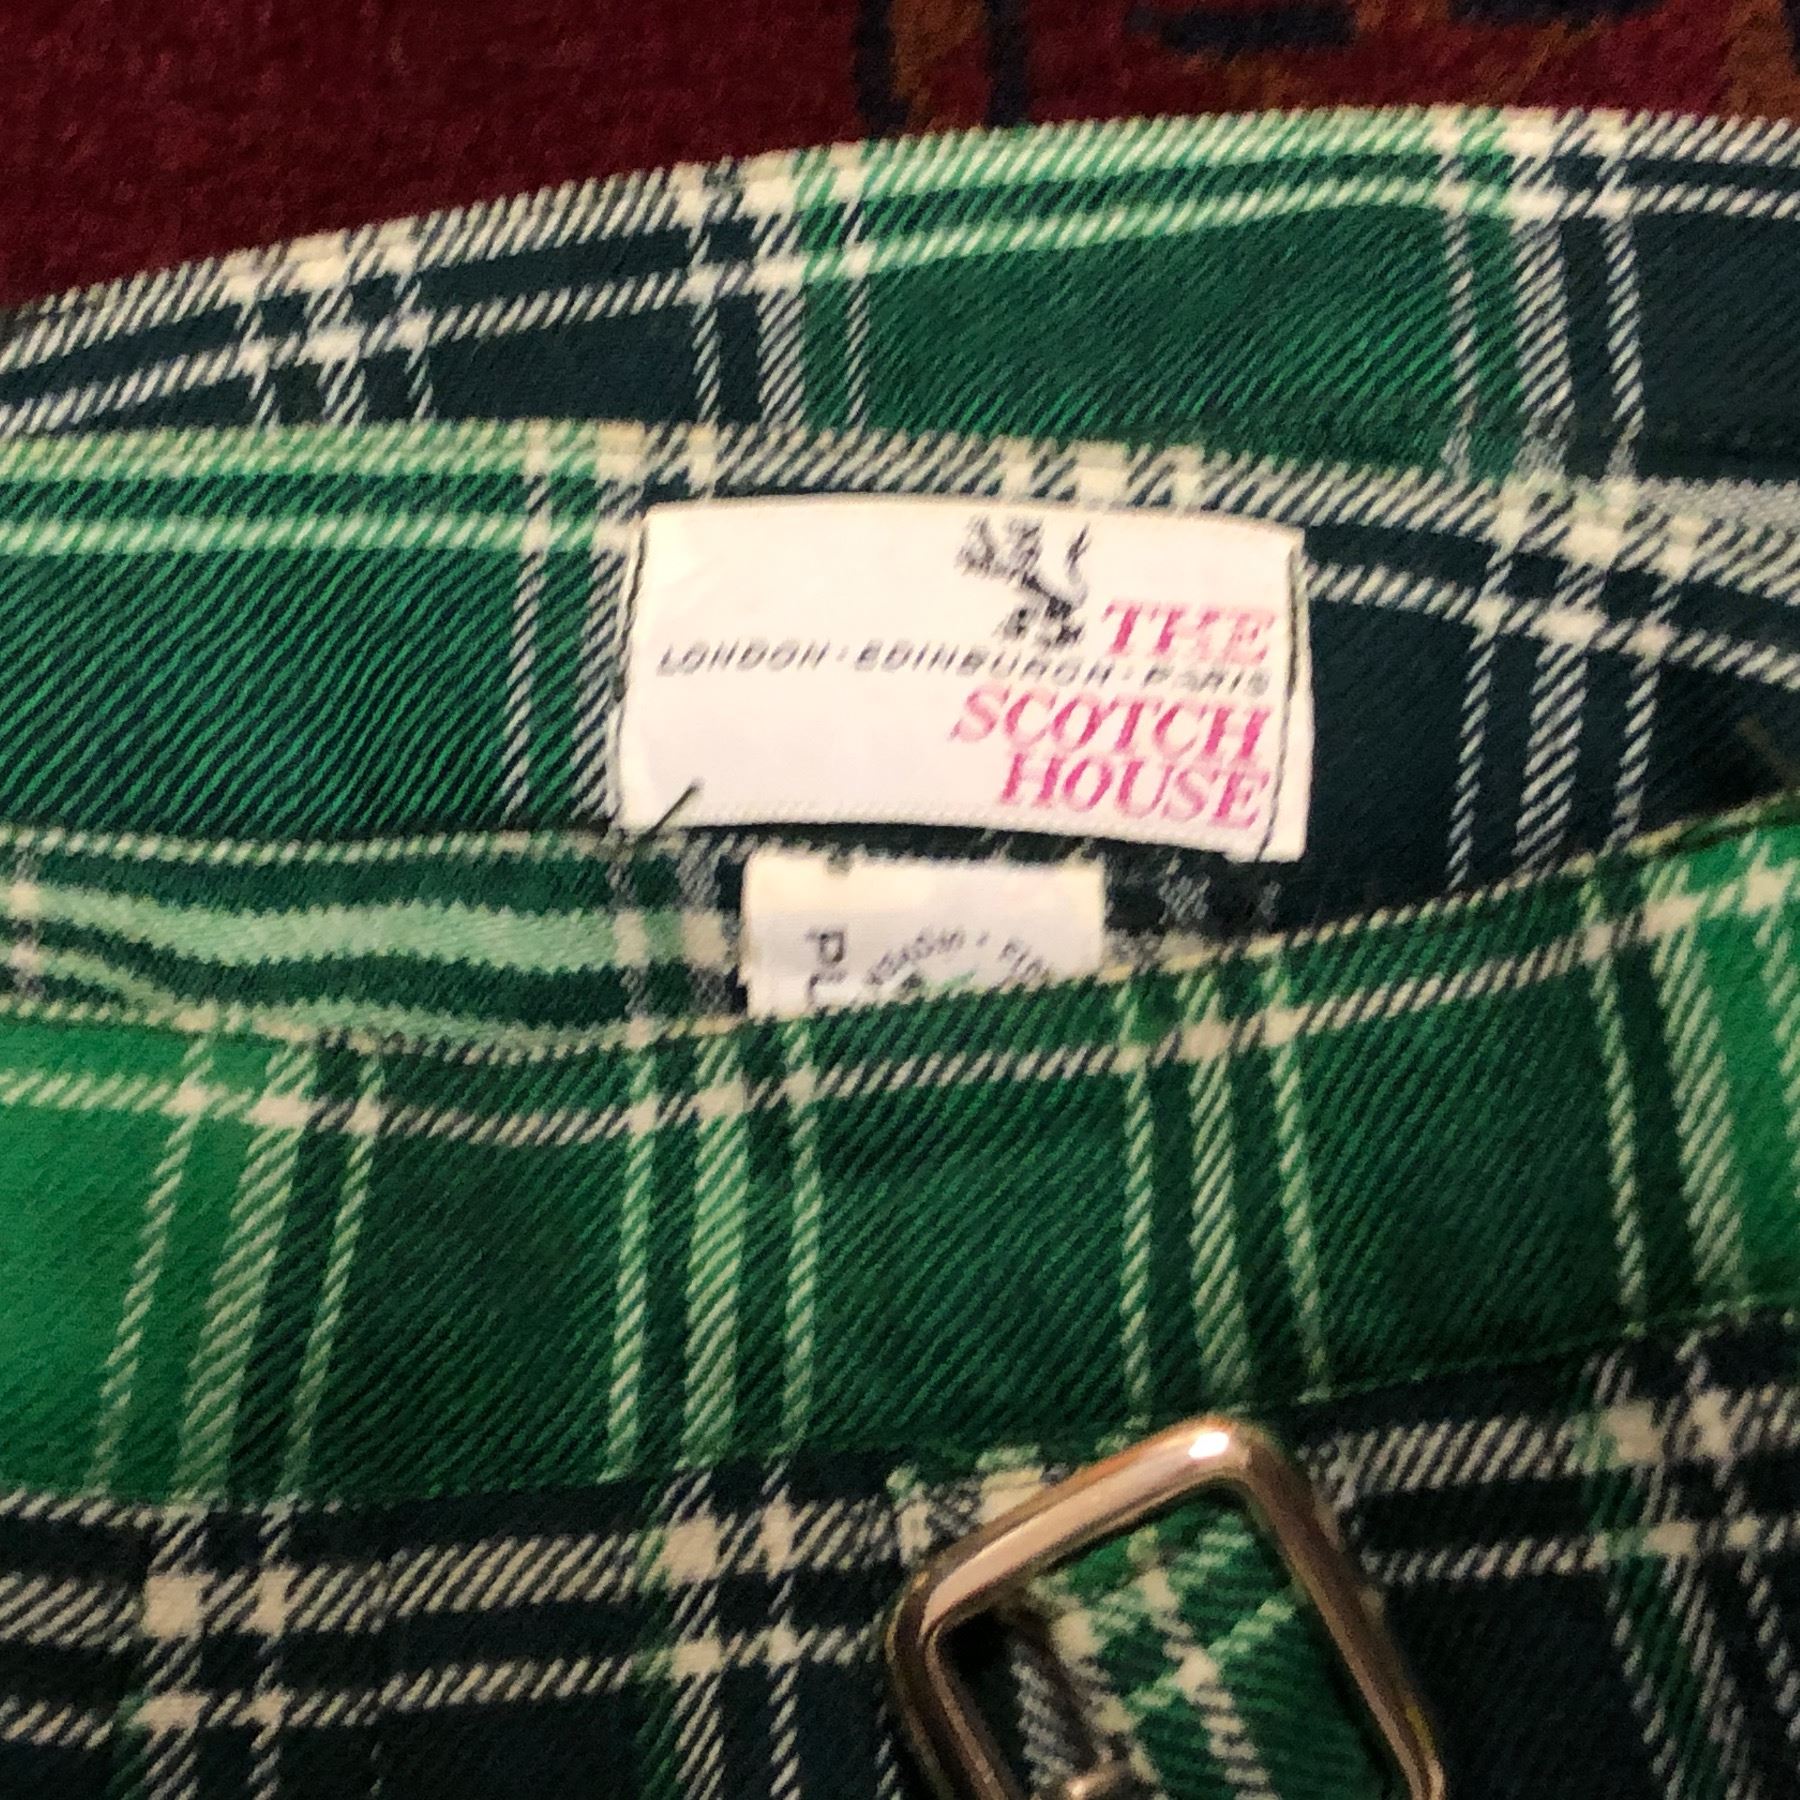 THE
LONDON · EDINBURGH · PARIS
SCOTCH
HOUSE